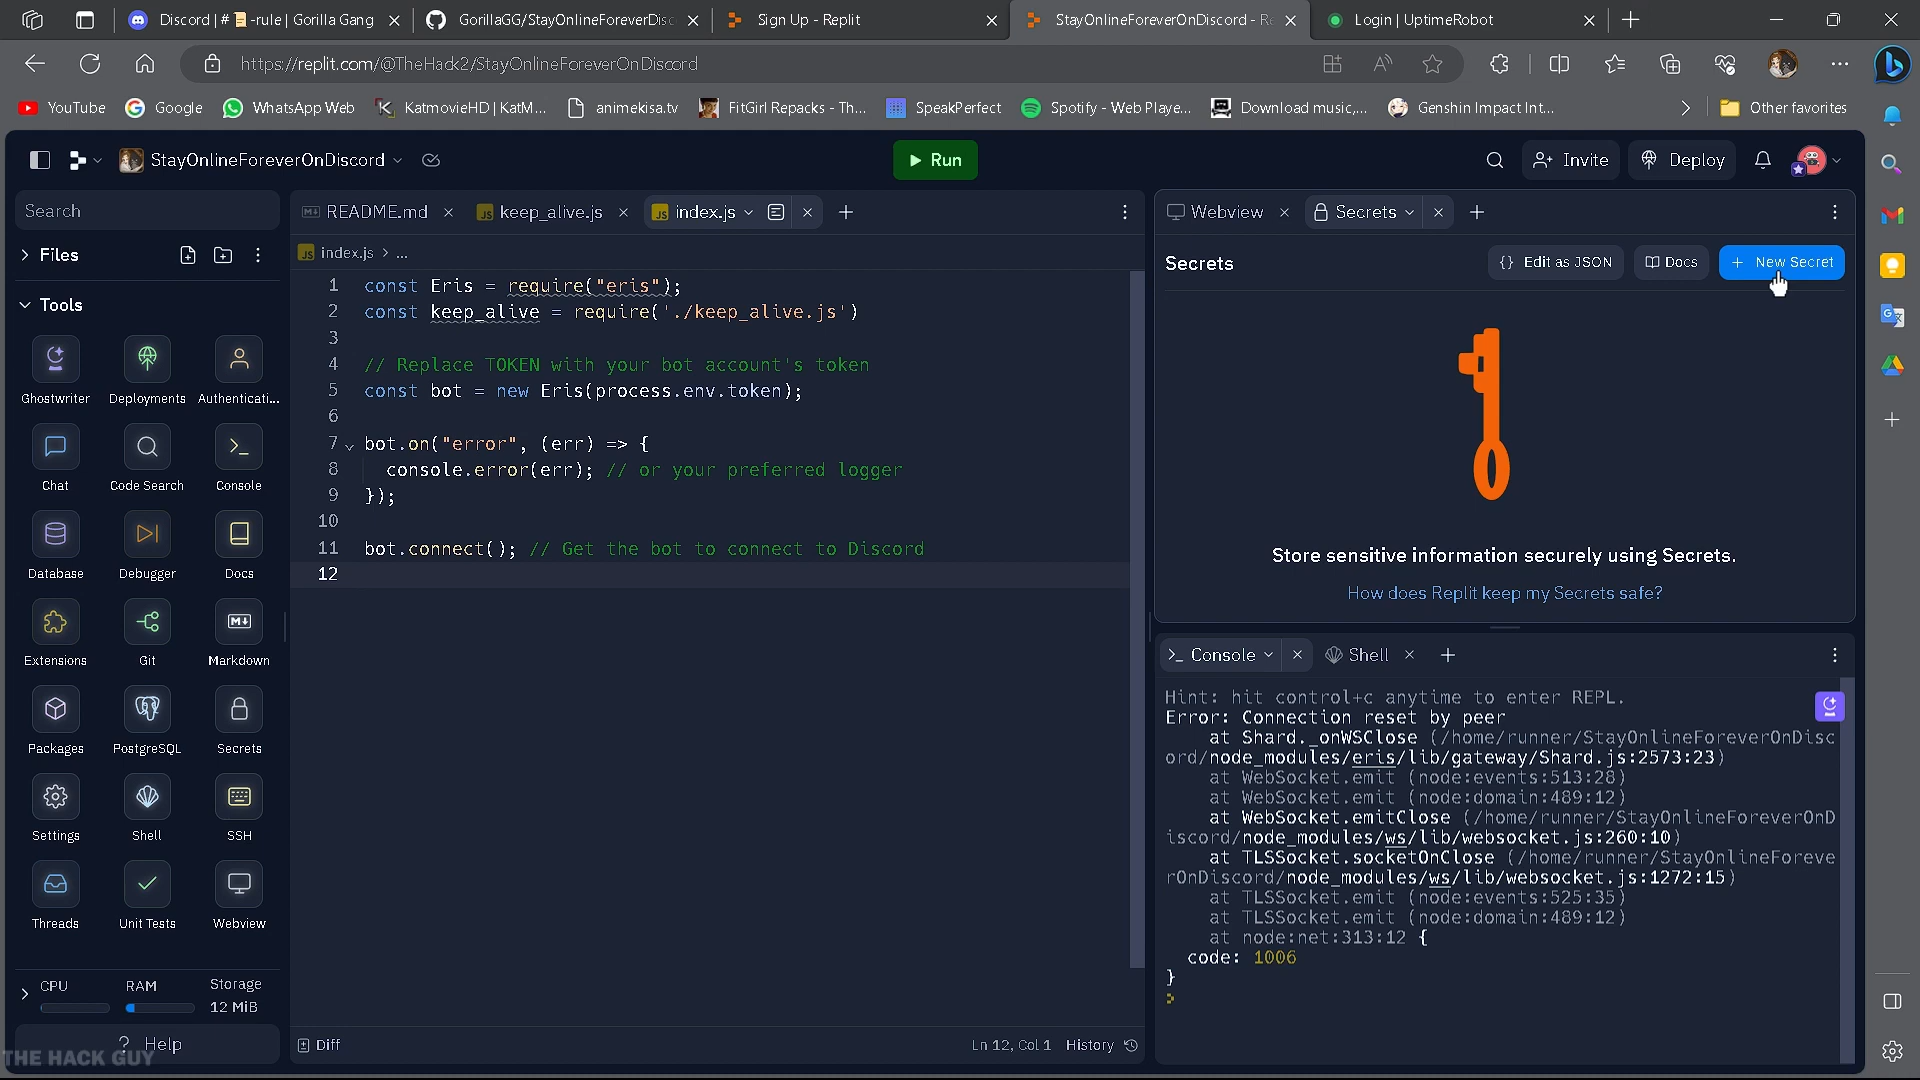 Discord | # 📜-rule | Gorilla Gang
GorillaGG/StayOnlineForeverDisc
Sign Up - Replit
StayOnlineForeverOnDiscord - Re
Login | UptimeRobot
https://replit.com/@TheHack2/StayOnlineForeverOnDiscord
YouTube
Google
WhatsApp Web
KatmovieHD | KatM...
animekisa.tv
FitGirl Repacks - Th...
SpeakPerfect
Spotify - Web Playe...
Download music,...
Genshin Impact Int...
Other favorites
StayOnlineForeverOnDiscord
Run
Invite
Deploy
Search
Files
Tools
Ghostwriter
Deployments
Authenticati...
Chat
Code Search
Console
Database
Debugger
Docs
Extensions
Git
Markdown
Packages
PostgreSQL
Secrets
Settings
Shell
SSH
Threads
Unit Tests
Webview
CPU
RAM
Storage
12 MiB
? Help
THE HACK GUY
README.md
keep_alive.js
index.js
index.js > ...
1 const Eris = require("eris");
2 const keep_alive = require('./keep_alive.js')
3
4 // Replace TOKEN with your bot account's token
5 const bot = new Eris(process.env.token);
6
7 bot.on("error", (err) => {
8 console.error(err); // or your preferred logger
9 });
10
11 bot.connect(); // Get the bot to connect to Discord
12
Diff
Ln 12, Col 1 History
Webview
Secrets
Secrets
{} Edit as JSON
Docs
+ New Secret
Store sensitive information securely using Secrets.
How does Replit keep my Secrets safe?
Console
Shell
Hint: hit control+c anytime to enter REPL.
Error: Connection reset by peer
at Shard._onWSClose (/home/runner/StayOnlineForeverOnDisc
ord/node_modules/eris/lib/gateway/Shard.js:2573:23)
at WebSocket.emit (node:events:513:28)
at WebSocket.emit (node:domain:489:12)
at WebSocket.emitClose (/home/runner/StayOnlineForeverOnD
iscord/node_modules/ws/lib/websocket.js:260:10)
at TLSSocket.socketOnClose (/home/runner/StayOnlineForeve
rOnDiscord/node_modules/ws/lib/websocket.js:1272:15)
at TLSSocket.emit (node:events:525:35)
at TLSSocket.emit (node:domain:489:12)
at node:net:313:12 {
code: 1006
}
>